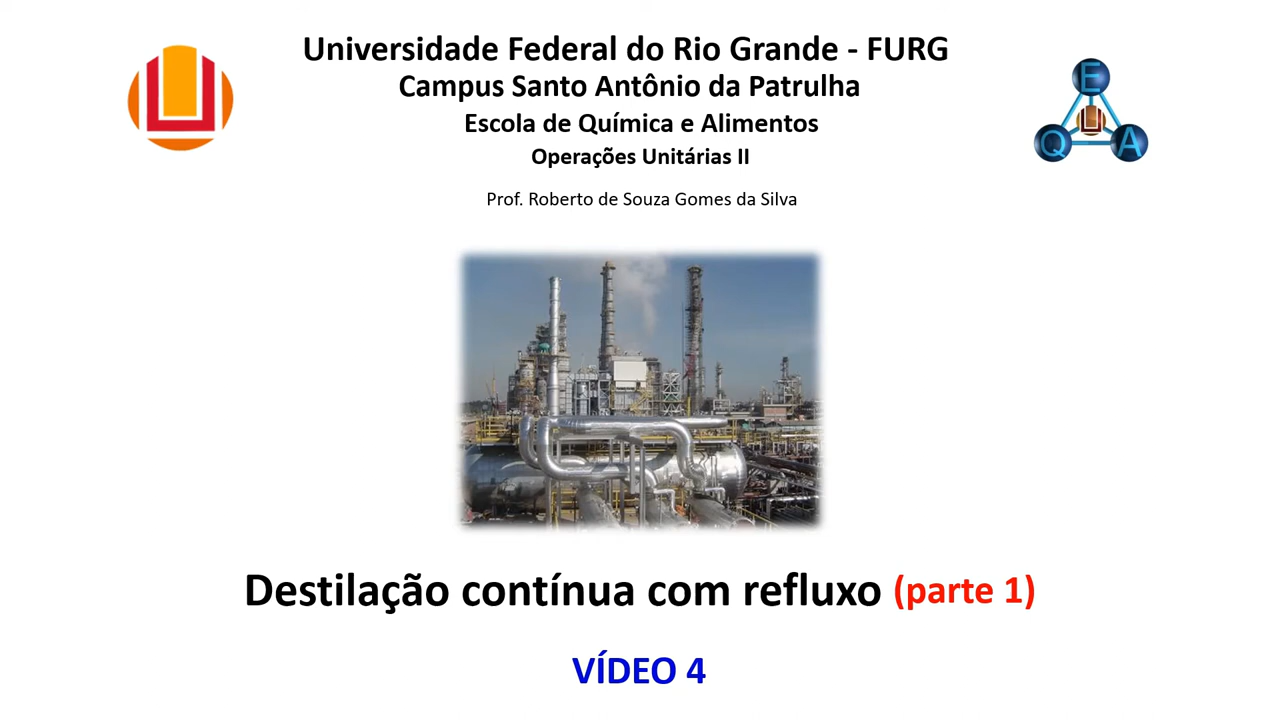 Universidade Federal do Rio Grande - FURG
Campus Santo Antônio da Patrulha
Escola de Química e Alimentos
Operações Unitárias II
Prof. Roberto de Souza Gomes da Silva
E
Q A
Destilação contínua com refluxo (parte 1)
VÍDEO 4